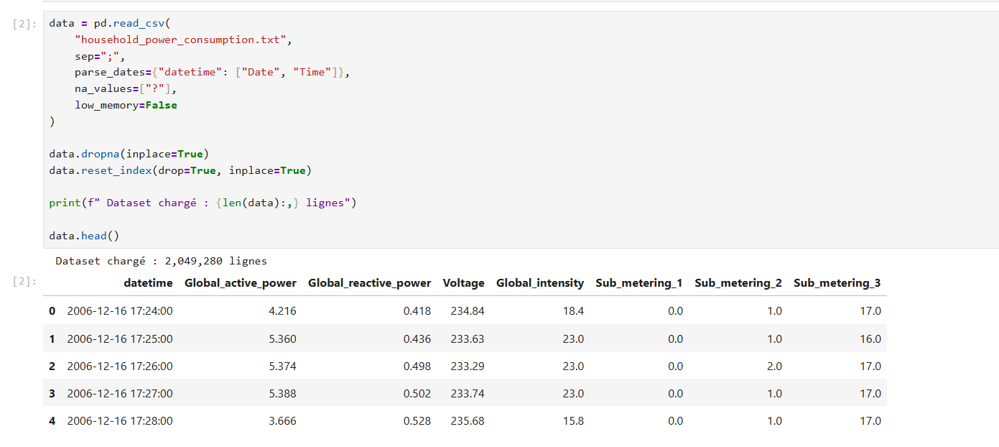 [2]:
data = pd.read_csv(
    "household_power_consumption.txt",
    sep=";",
    parse_dates={"datetime": ["Date", "Time"]},
    na_values=["?"],
    low_memory=False
)
data.dropna(inplace=True)
data.reset_index(drop=True, inplace=True)
print(f" Dataset chargé : {len(data):,} lignes")
data.head()
 Dataset chargé : 2,049,280 lignes
[2]:
datetime Global_active_power Global_reactive_power Voltage Global_intensity Sub_metering_1 Sub_metering_2 Sub_metering_3
0 2006-12-16 17:24:00 4.216 0.418 234.84 18.4 0.0 1.0 17.0
1 2006-12-16 17:25:00 5.360 0.436 233.63 23.0 0.0 1.0 16.0
2 2006-12-16 17:26:00 5.374 0.498 233.29 23.0 0.0 2.0 17.0
3 2006-12-16 17:27:00 5.388 0.502 233.74 23.0 0.0 1.0 17.0
4 2006-12-16 17:28:00 3.666 0.528 235.68 15.8 0.0 1.0 17.0